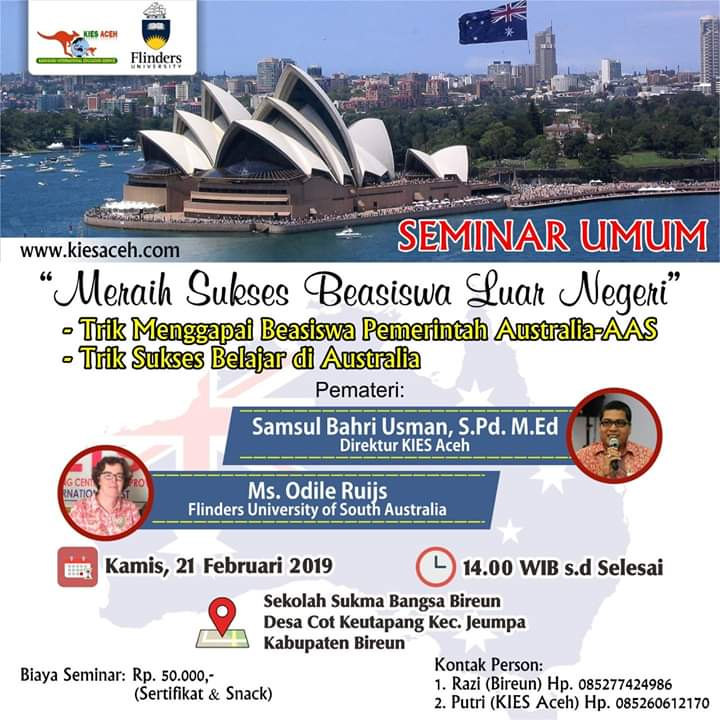 KIES ACEH
Flinders
UNIVERSITY
www.kiesaceh.com
SEMINAR UMUM
“Meraih Sukses Beasiswa Luar Negeri”
- Trik Menggapai Beasiswa Pemerintah Australia-AAS
- Trik Sukses Belajar di Australia
Pemateri:
Samsul Bahri Usman, S.Pd. M.Ed
Direktur KIES Aceh
Ms. Odile Ruijs
Flinders University of South Australia
Kamis, 21 Februari 2019
14.00 WIB s.d Selesai
Sekolah Sukma Bangsa Bireun
Desa Cot Keutapang Kec. Jeumpa
Kabupaten Bireun
Biaya Seminar: Rp. 50.000,-
(Sertifikat & Snack)
Kontak Person:
1. Razi (Bireun) Hp. 085277424986
2. Putri (KIES Aceh) Hp. 085260612170